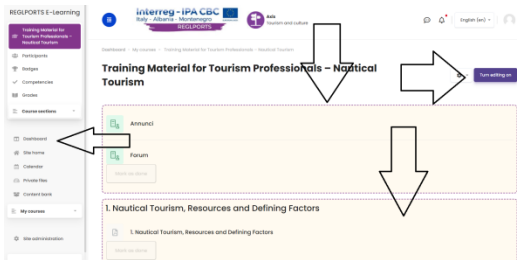 REGLPORTS E-Learning
Training Material for
Tourism Professionals -
Nautical Tourism
Participants
Badges
Competencies
Grades
Course sections
Dashboard
Site home
Calendar
Private files
Content bank
My courses
Site administration
Interreg - IPA CBC
Italy - Albania - Montenegro
REGLPORTS
Axis
Tourism and culture
English (en)
Dashboard My courses Training Material for Tourism Professionals - Nautical Tourism
Training Material for Tourism Professionals – Nautical
Tourism
Turn editing on
Annunci
Forum
Mark as done
1. Nautical Tourism, Resources and Defining Factors
1. Nautical Tourism, Resources and Defining Factors
Mark as done